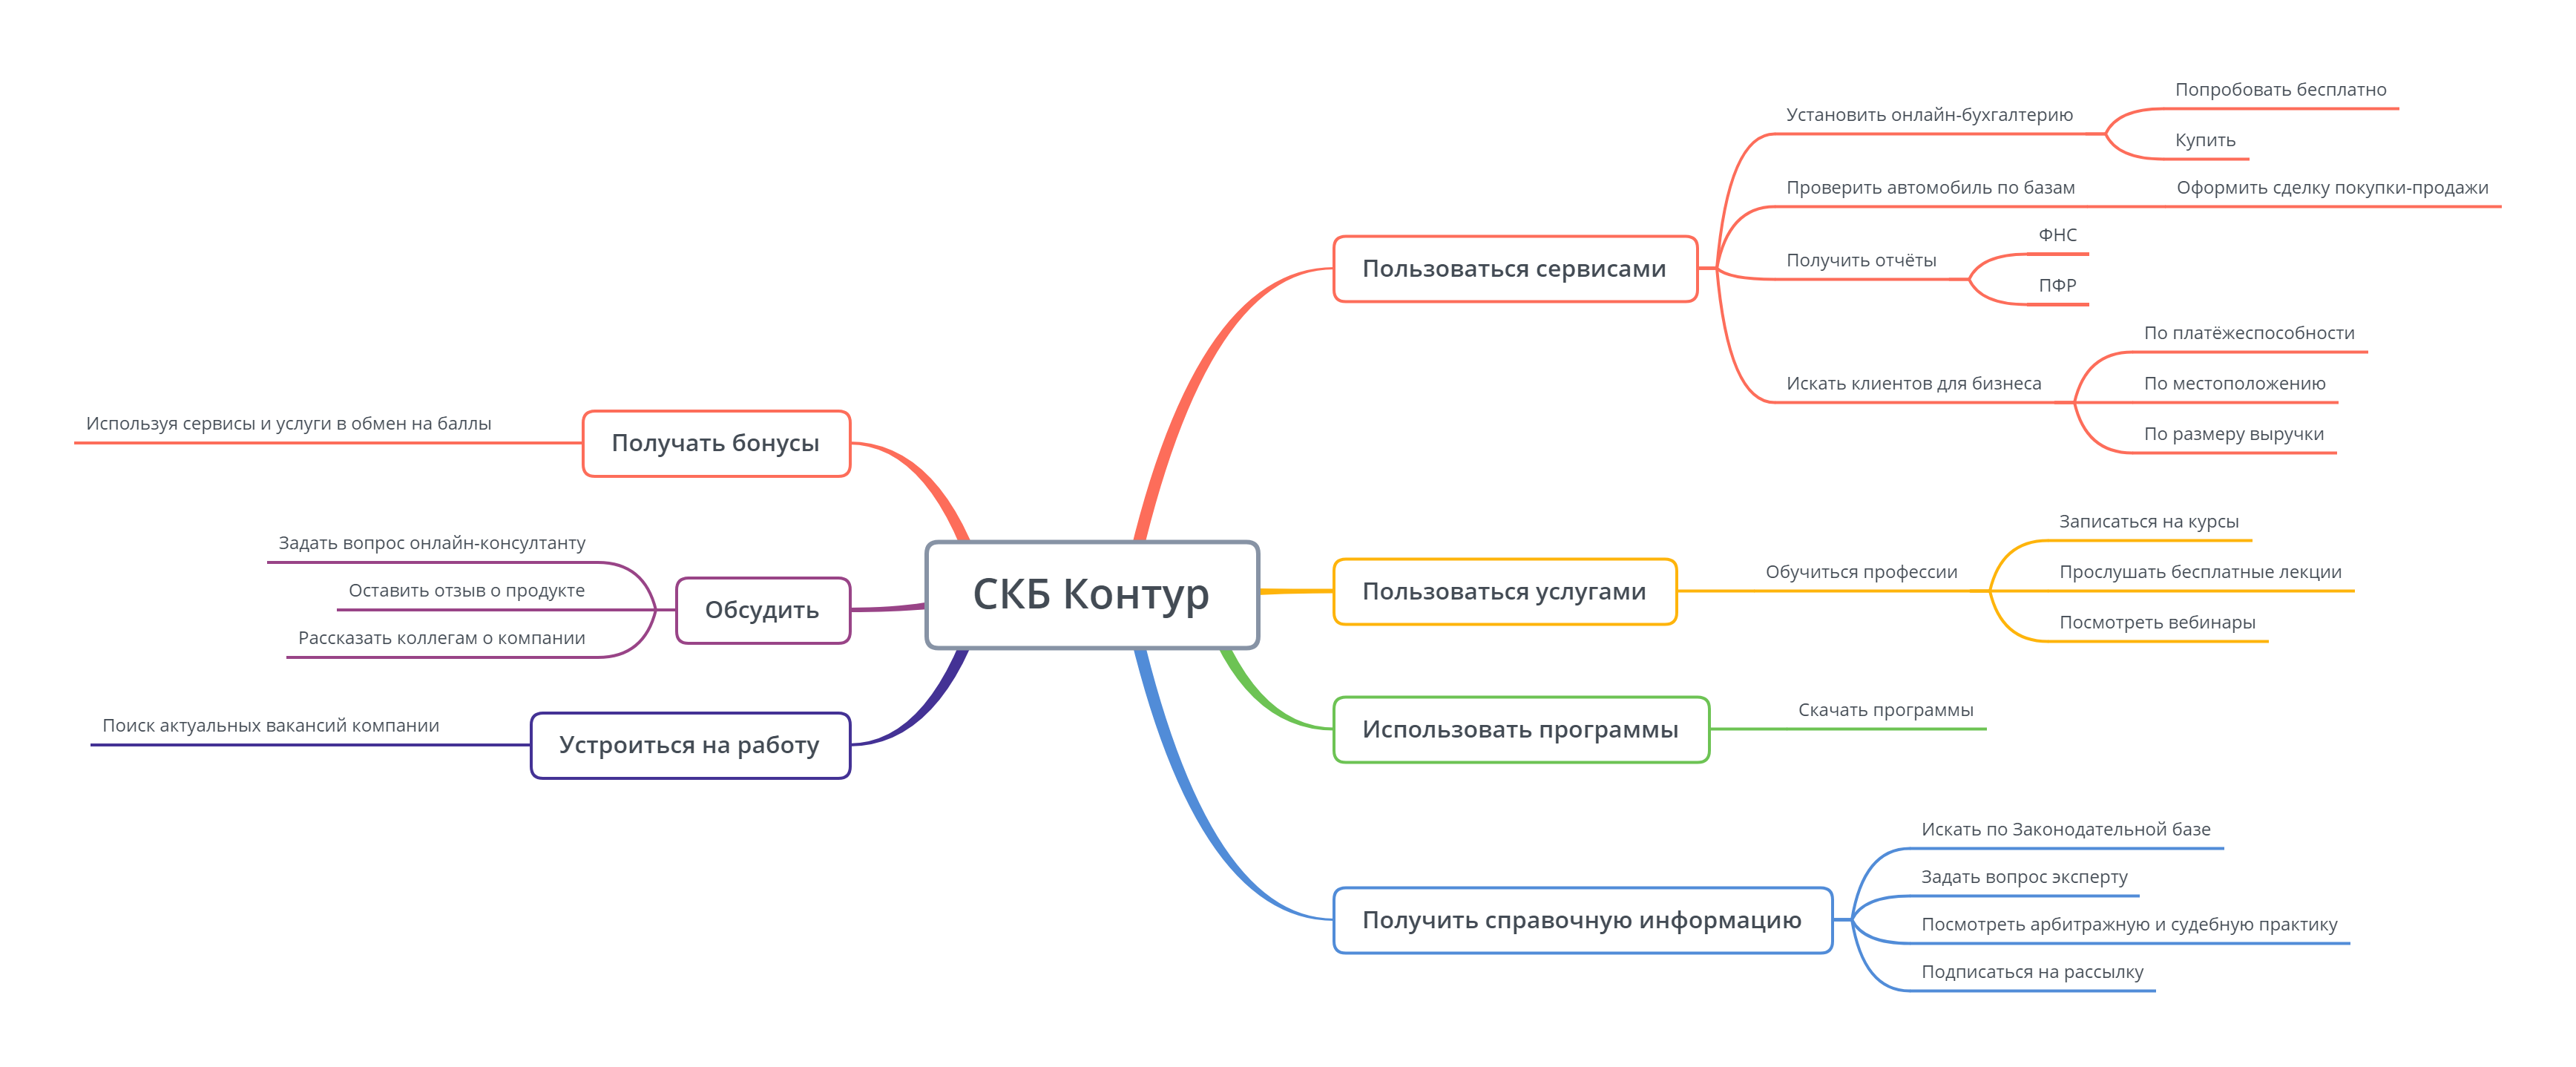 СКБ Контур
Пользоваться сервисами
Установить онлайн-бухгалтерию
Попробовать бесплатно
Купить
Проверить автомобиль по базам
Оформить сделку покупки-продажи
Получить отчёты
ФНС
ПФР
Искать клиентов для бизнеса
По платёжеспособности
По местоположению
По размеру выручки
Пользоваться услугами
Обучиться профессии
Записаться на курсы
Прослушать бесплатные лекции
Посмотреть вебинары
Использовать программы
Скачать программы
Получить справочную информацию
Искать по Законодательной базе
Задать вопрос эксперту
Посмотреть арбитражную и судебную практику
Подписаться на рассылку
Получать бонусы
Используя сервисы и услуги в обмен на баллы
Обсудить
Задать вопрос онлайн-консултанту
Оставить отзыв о продукте
Рассказать коллегам о компании
Устроиться на работу
Поиск актуальных вакансий компании